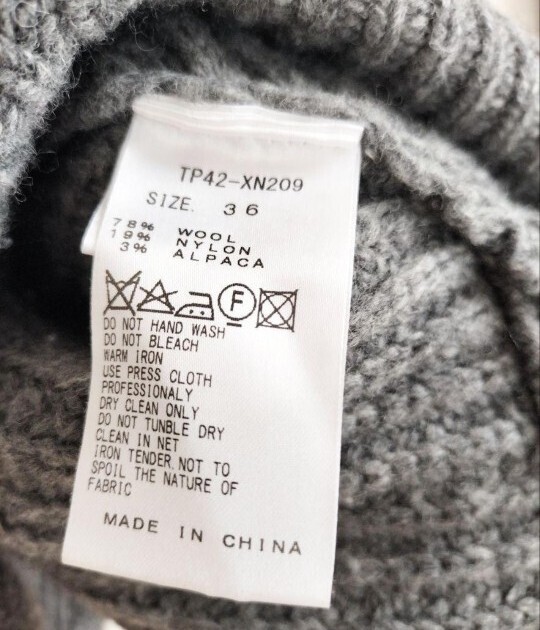 TP42-XN209
SIZE. 36
78% WOOL
19% NYLON
3% ALPACA
F
DO NOT HAND WASH
DO NOT BLEACH
WARM IRON
USE PRESS CLOTH
PROFESSIONALY
DRY CLEAN ONLY
DO NOT TUNBLE DRY
CLEAN IN NET
IRON TENDER.NOT TO
SPOIL THE NATURE OF
FABRIC
MADE IN CHINA